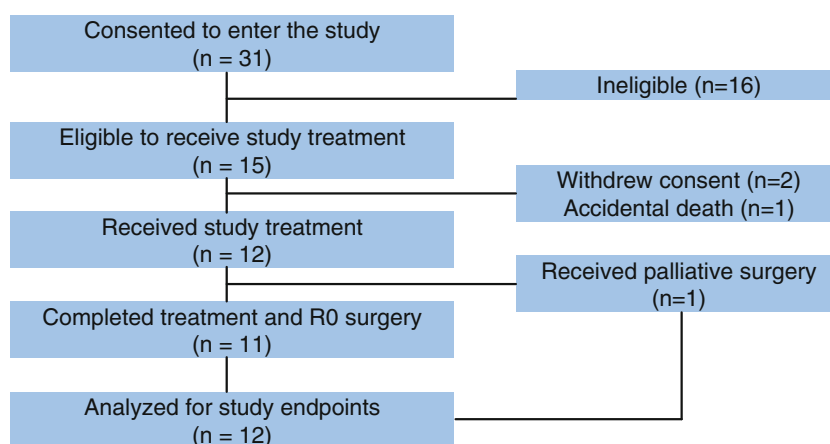 Consented to enter the study
(n = 31)
Ineligible (n=16)
Eligible to receive study treatment
(n = 15)
Withdrew consent (n=2)
Accidental death (n=1)
Received study treatment
(n = 12)
Received palliative surgery
(n=1)
Completed treatment and R0 surgery
(n = 11)
Analyzed for study endpoints
(n = 12)